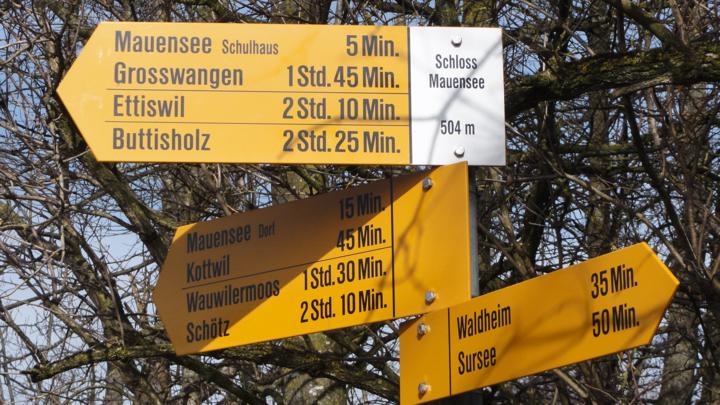 Mauensee Schulhaus 5 Min.
Grosswangen 1 Std. 45 Min.
Ettiswil 2 Std. 10 Min.
Buttisholz 2 Std. 25 Min.
Schloss
Mauensee
504 m
Mauensee Dorf 15 Min.
Kottwil 45 Min.
Wauwilermoos 1 Std. 30 Min.
Schötz 2 Std. 10 Min.
Waldheim 35 Min.
Sursee 50 Min.